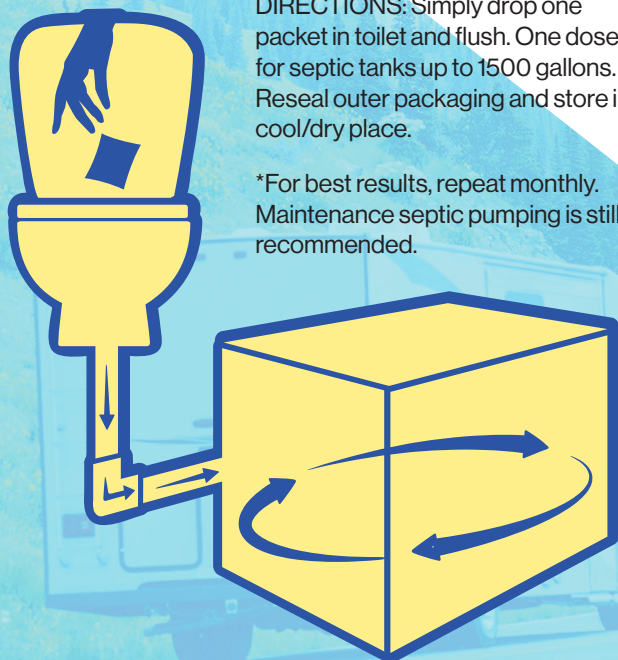 DIRECTIONS: Simply drop one
packet in toilet and flush. One dose
for septic tanks up to 1500 gallons.
Reseal outer packaging and store i
cool/dry place.
*For best results, repeat monthly.
Maintenance septic pumping is still
recommended.